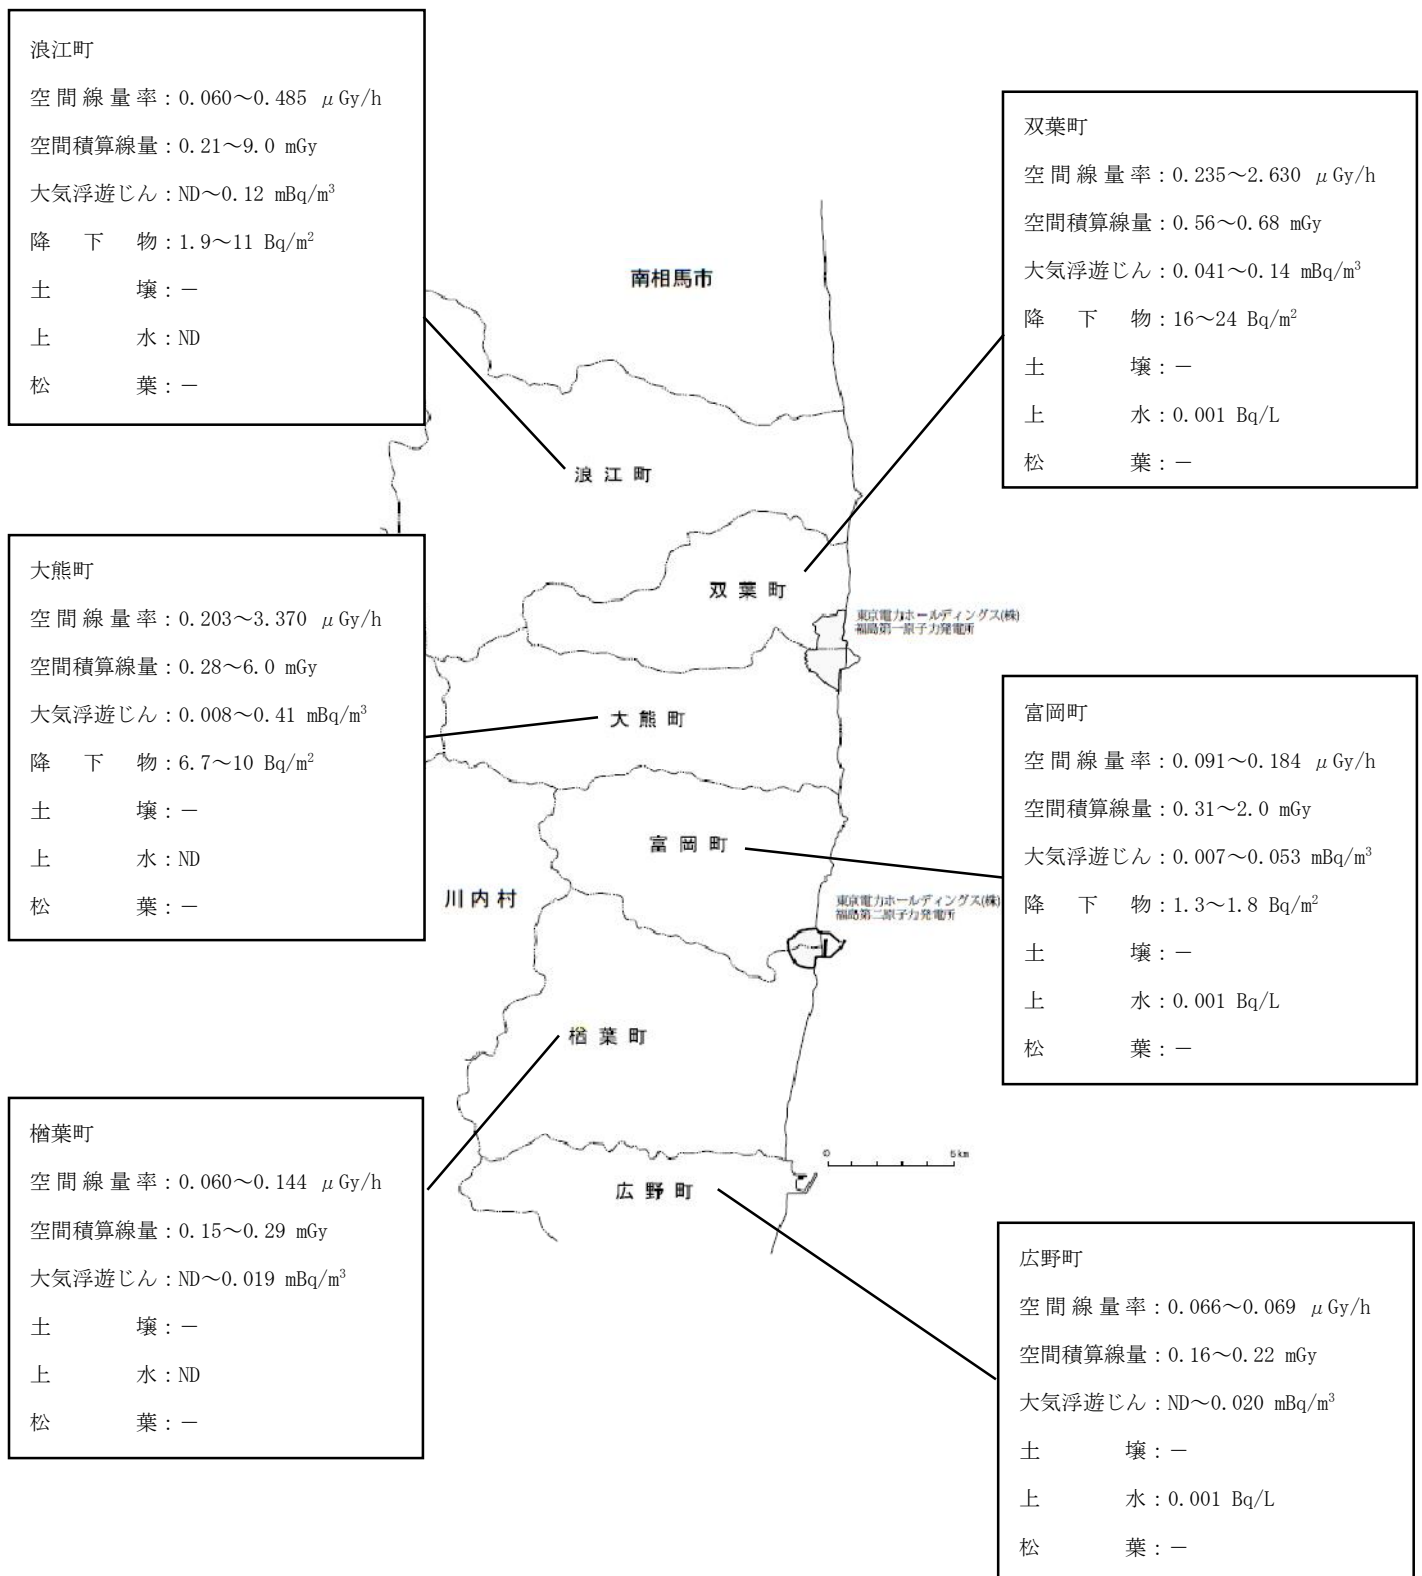 浪江町
空間線量率：0.060～0.485 μGy/h
空間積算線量：0.21～9.0 mGy
大気浮遊じん：ND～0.12 mBq/m³
降下物：1.9～11 Bq/m²
土壌：－
上水：ND
松葉：－
双葉町
空間線量率：0.235～2.630 μGy/h
空間積算線量：0.56～0.68 mGy
大気浮遊じん：0.041～0.14 mBq/m³
降下物：16～24 Bq/m²
土壌：－
上水：0.001 Bq/L
松葉：－
南相馬市
浪江町
双葉町
東京電力ホールディングス(株)
福島第一原子力発電所
大熊町
富岡町
川内村
東京電力ホールディングス(株)
福島第二原子力発電所
楢葉町
0 5km
広野町
大熊町
空間線量率：0.203～3.370 μGy/h
空間積算線量：0.28～6.0 mGy
大気浮遊じん：0.008～0.41 mBq/m³
降下物：6.7～10 Bq/m²
土壌：－
上水：ND
松葉：－
富岡町
空間線量率：0.091～0.184 μGy/h
空間積算線量：0.31～2.0 mGy
大気浮遊じん：0.007～0.053 mBq/m³
降下物：1.3～1.8 Bq/m²
土壌：－
上水：0.001 Bq/L
松葉：－
楢葉町
空間線量率：0.060～0.144 μGy/h
空間積算線量：0.15～0.29 mGy
大気浮遊じん：ND～0.019 mBq/m³
土壌：－
上水：ND
松葉：－
広野町
空間線量率：0.066～0.069 μGy/h
空間積算線量：0.16～0.22 mGy
大気浮遊じん：ND～0.020 mBq/m³
土壌：－
上水：0.001 Bq/L
松葉：－